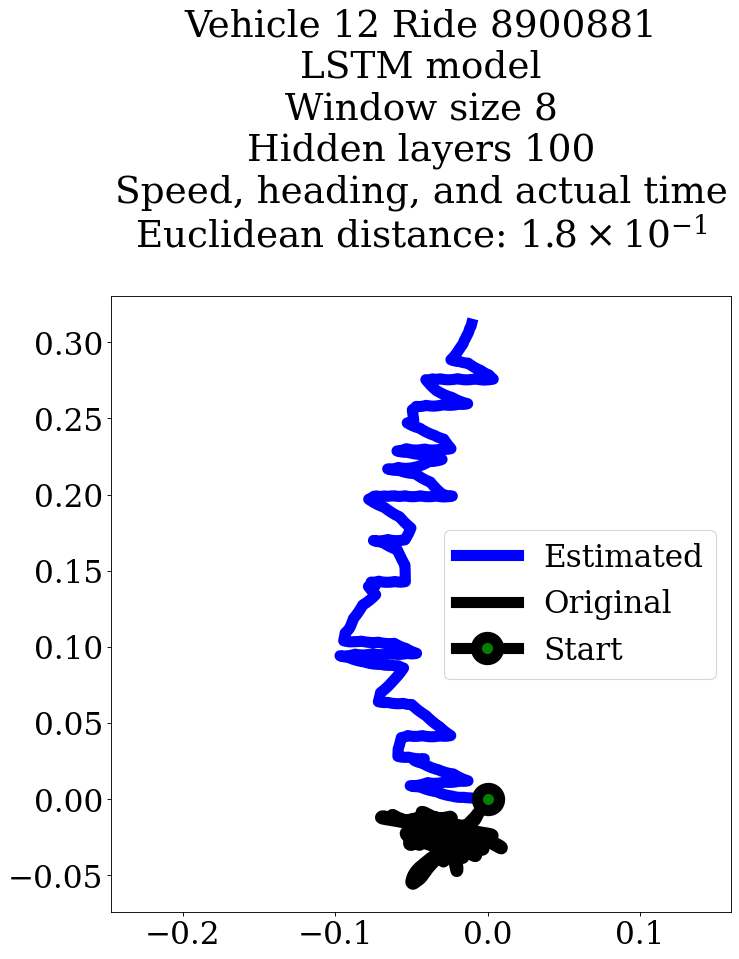 Vehicle 12 Ride 8900881
LSTM model
Window size 8
Hidden layers 100
Speed, heading, and actual time
Euclidean distance: 1.8 × 10⁻¹
0.30
0.25
0.20
0.15
0.10
0.05
0.00
−0.05
Estimated
Original
Start
−0.2
−0.1
0.0
0.1